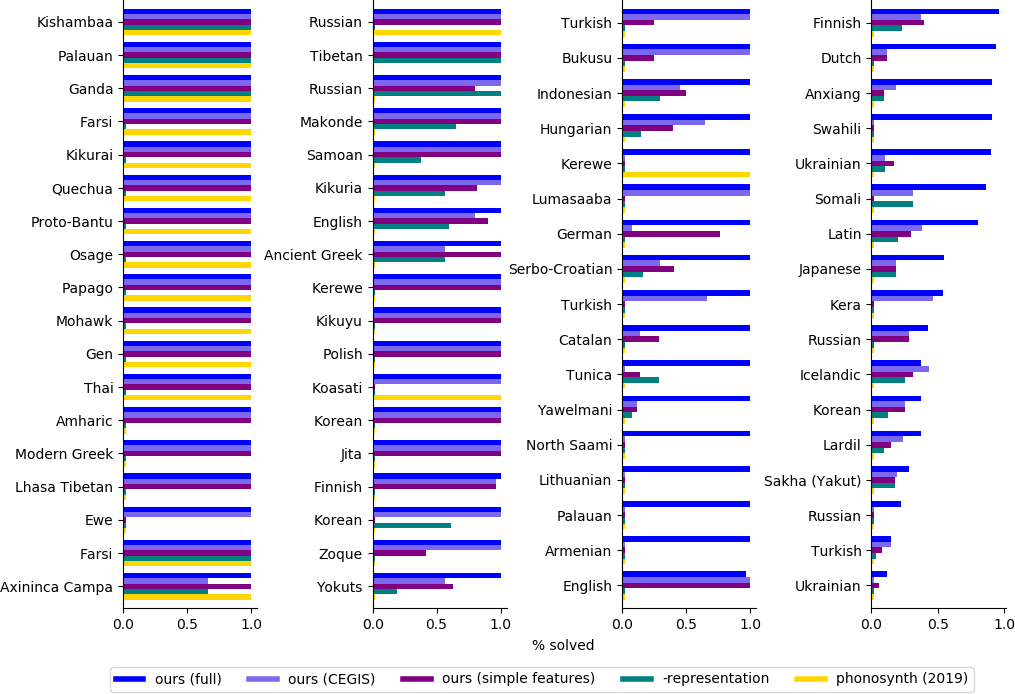 Kishambaa
Palauan
Ganda
Farsi
Kikurai
Quechua
Proto-Bantu
Osage
Papago
Mohawk
Gen
Thai
Amharic
Modern Greek
Lhasa Tibetan
Ewe
Farsi
Axininca Campa
0.0 0.5 1.0
Russian
Tibetan
Russian
Makonde
Samoan
Kikuria
English
Ancient Greek
Kerewe
Kikuyu
Polish
Koasati
Korean
Jita
Finnish
Korean
Zoque
Yokuts
0.0 0.5 1.0
Turkish
Bukusu
Indonesian
Hungarian
Kerewe
Lumasaaba
German
Serbo-Croatian
Turkish
Catalan
Tunica
Yawelmani
North Saami
Lithuanian
Palauan
Armenian
English
0.0 0.5 1.0
Finnish
Dutch
Anxiang
Swahili
Ukrainian
Somali
Latin
Japanese
Kera
Russian
Icelandic
Korean
Lardil
Sakha (Yakut)
Russian
Turkish
Ukrainian
0.0 0.5 1.0
% solved
ours (full) ours (CEGIS) ours (simple features) -representation phonosynth (2019)